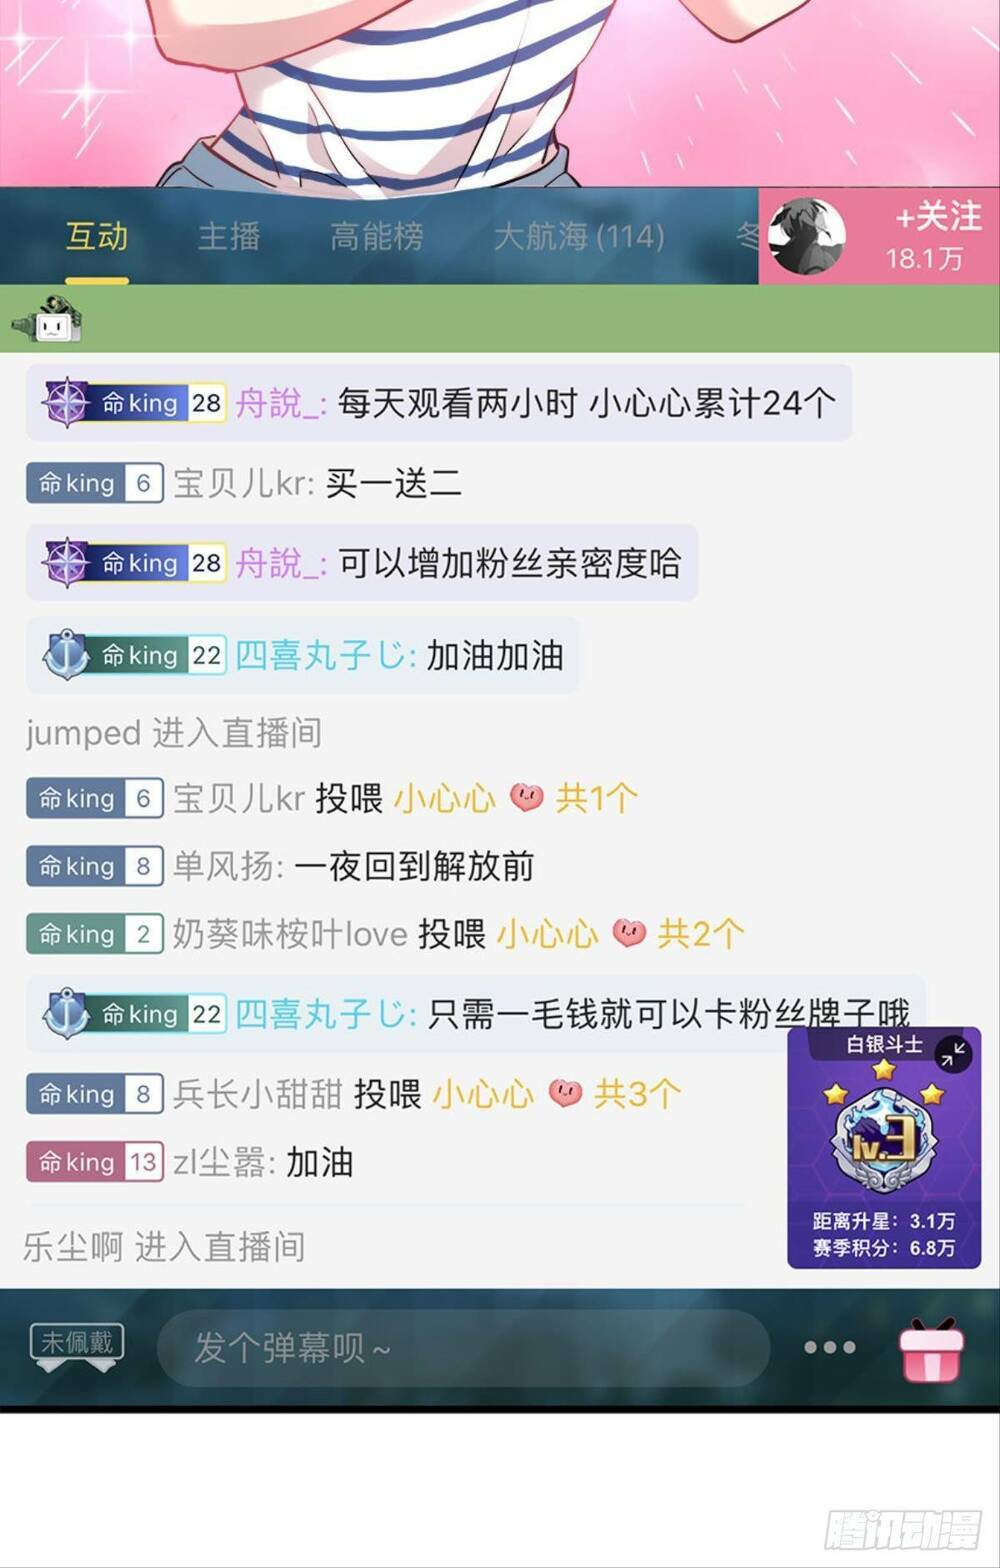 互动 主播 高能榜 大航海(114) 冬 +关注
18.1万
命king 28 舟說_: 每天观看两小时 小心心累计24个
命king 6 宝贝儿kr: 买一送二
命king 28 舟說_: 可以增加粉丝亲密度哈
命king 22 四喜丸子じ: 加油加油
jumped 进入直播间
命king 6 宝贝儿kr 投喂 小心心 共1个
命king 8 单风扬: 一夜回到解放前
命king 2 奶葵味桉叶love 投喂 小心心 共2个
命king 22 四喜丸子じ: 只需一毛钱就可以卡粉丝牌子哦
白银斗士
命king 8 兵长小甜甜 投喂 小心心 共3个
lv.3
命king 13 zl尘嚣: 加油
距离升星: 3.1万
赛季积分: 6.8万
乐尘啊 进入直播间
未佩戴 发个弹幕呗~
腾讯动漫